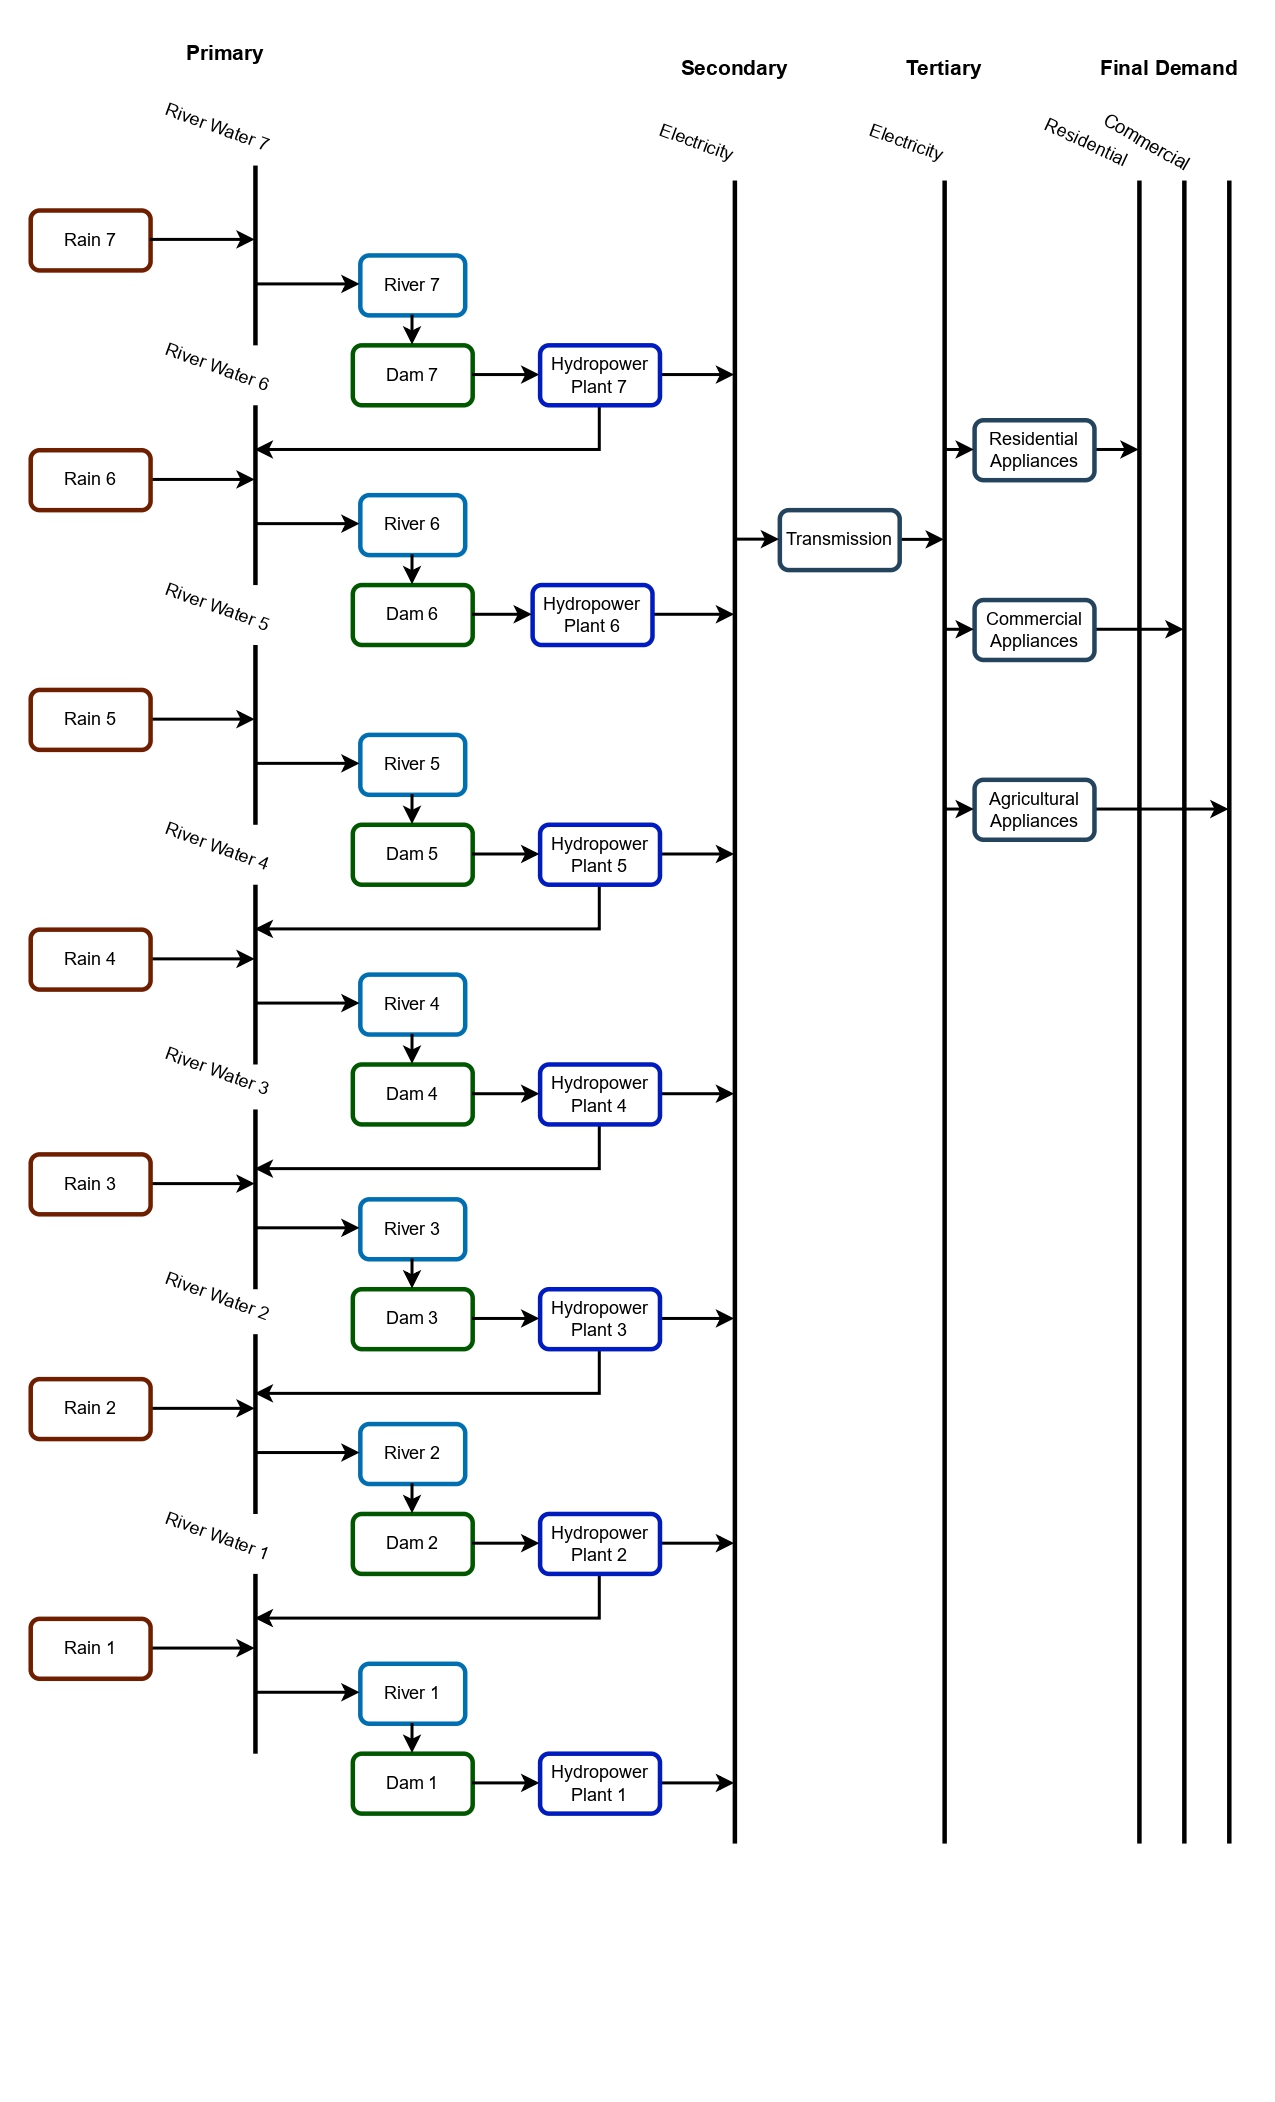 Primary
Secondary
Tertiary
Final Demand
River Water 7
Electricity
Electricity
Residential
Commercial
Rain 7
River 7
River Water 6
Dam 7
Hydropower
Plant 7
Rain 6
River 6
Residential
Appliances
Transmission
River Water 5
Dam 6
Hydropower
Plant 6
Commercial
Appliances
Rain 5
River 5
Agricultural
Appliances
River Water 4
Dam 5
Hydropower
Plant 5
Rain 4
River 4
River Water 3
Dam 4
Hydropower
Plant 4
Rain 3
River 3
River Water 2
Dam 3
Hydropower
Plant 3
Rain 2
River 2
River Water 1
Dam 2
Hydropower
Plant 2
Rain 1
River 1
Dam 1
Hydropower
Plant 1